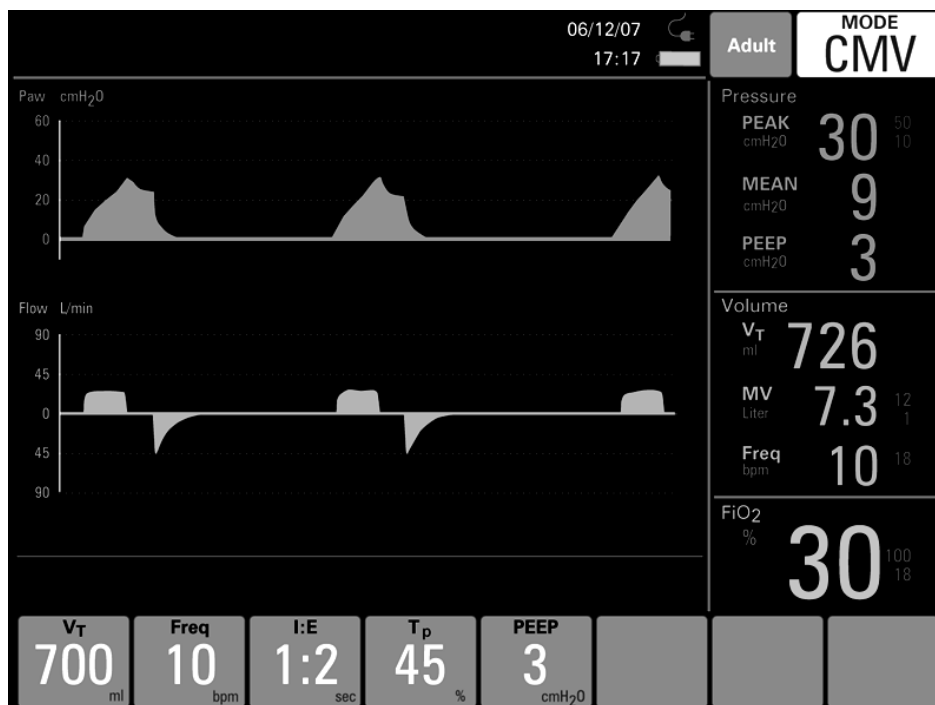 06/12/07
17:17
Adult
MODE
CMV
Paw cmH2O
60
40
20
0
Flow L/min
90
45
0
45
90
Pressure
PEAK
cmH2O
30
50
10
MEAN
cmH2O
9
PEEP
cmH2O
3
Volume
VT
ml
726
MV
Liter
7.3
12
1
Freq
bpm
10
18
FiO2
%
30
100
18
VT
700
ml
Freq
10
bpm
I:E
1:2
sec
Tp
45
%
PEEP
3
cmH2O